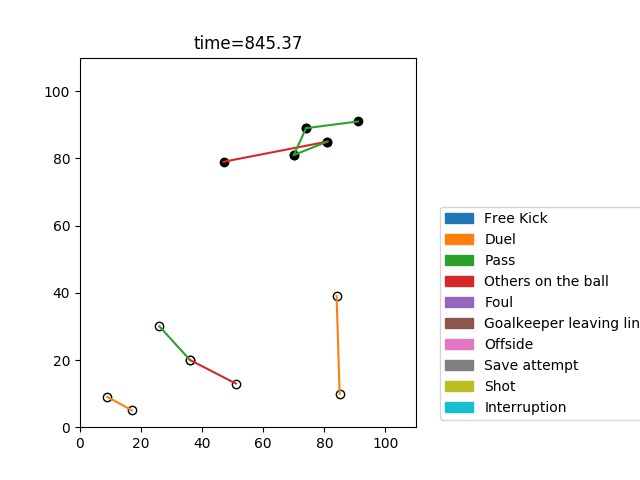 time=845.37
100
80
60
40
20
0
0 20 40 60 80 100
Free Kick
Duel
Pass
Others on the ball
Foul
Goalkeeper leaving lin
Offside
Save attempt
Shot
Interruption